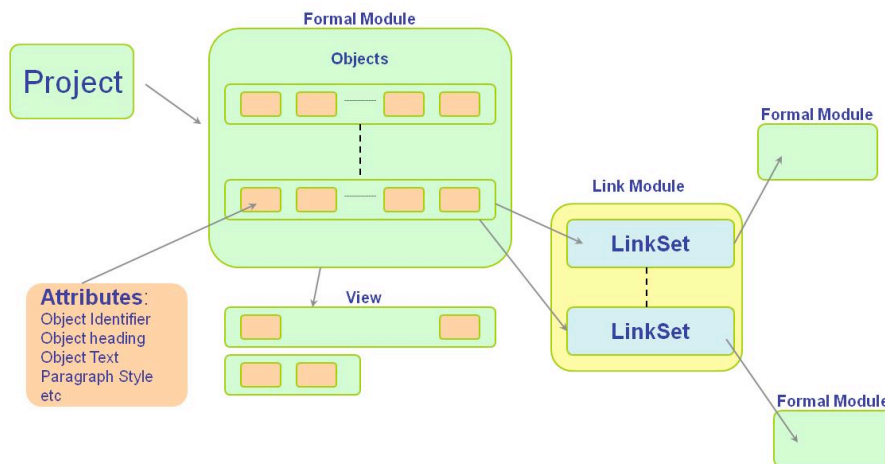 Formal Module
Objects
Project
Formal Module
Link Module
LinkSet
LinkSet
Attributes:
Object Identifier
Object heading
Object Text
Paragraph Style
etc
View
Formal Module